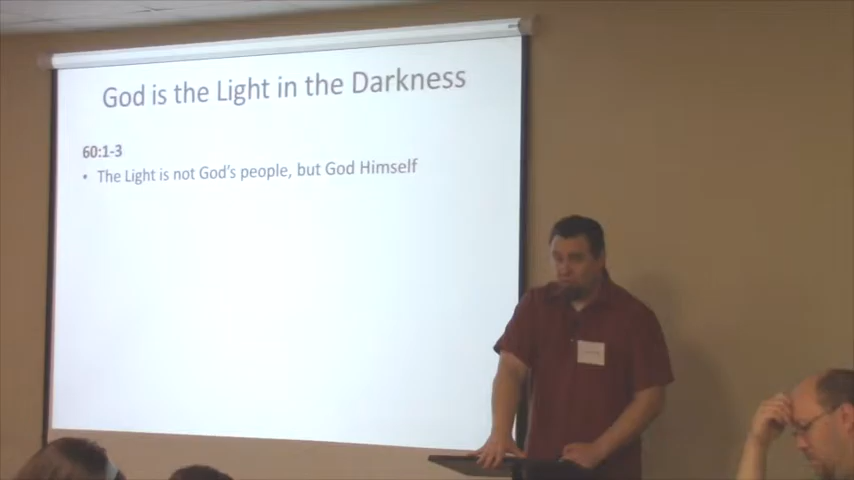 God is the Light in the Darkness
60:1-3
• The Light is not God's people, but God Himself